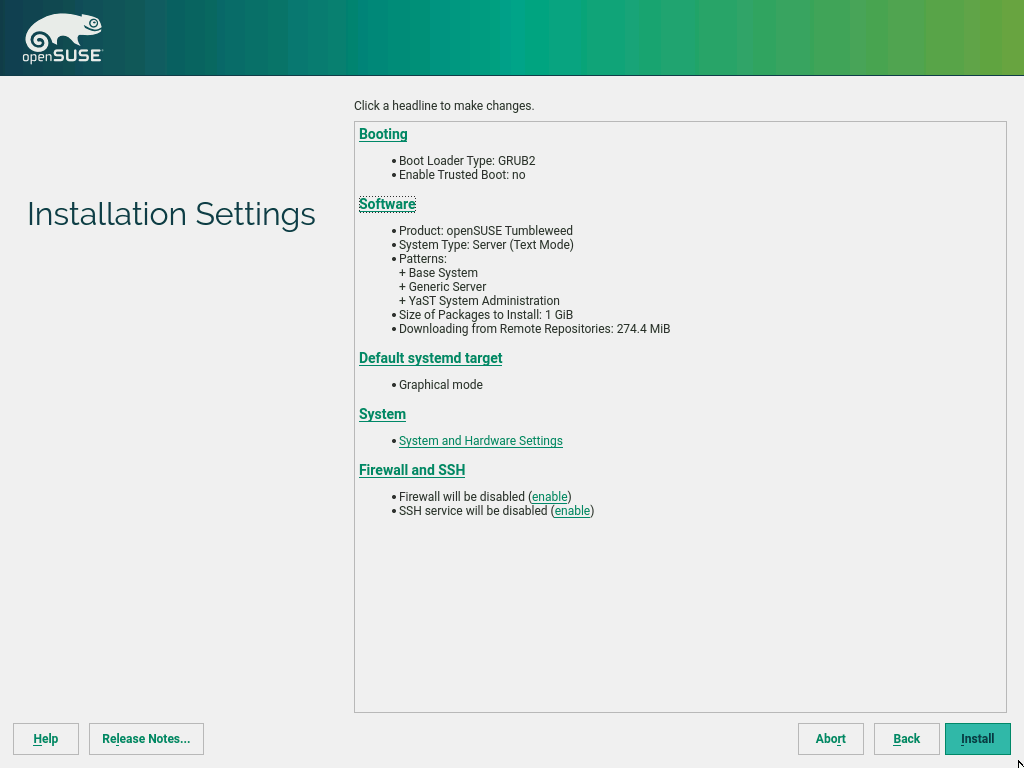 openSUSE
Click a headline to make changes.
Booting
• Boot Loader Type: GRUB2
• Enable Trusted Boot: no
Installation Settings
Software
• Product: openSUSE Tumbleweed
• System Type: Server (Text Mode)
• Patterns:
+ Base System
+ Generic Server
+ YaST System Administration
• Size of Packages to Install: 1 GiB
• Downloading from Remote Repositories: 274.4 MiB
Default systemd target
• Graphical mode
System
• System and Hardware Settings
Firewall and SSH
• Firewall will be disabled (enable)
• SSH service will be disabled (enable)
Help Release Notes... Abort Back Install